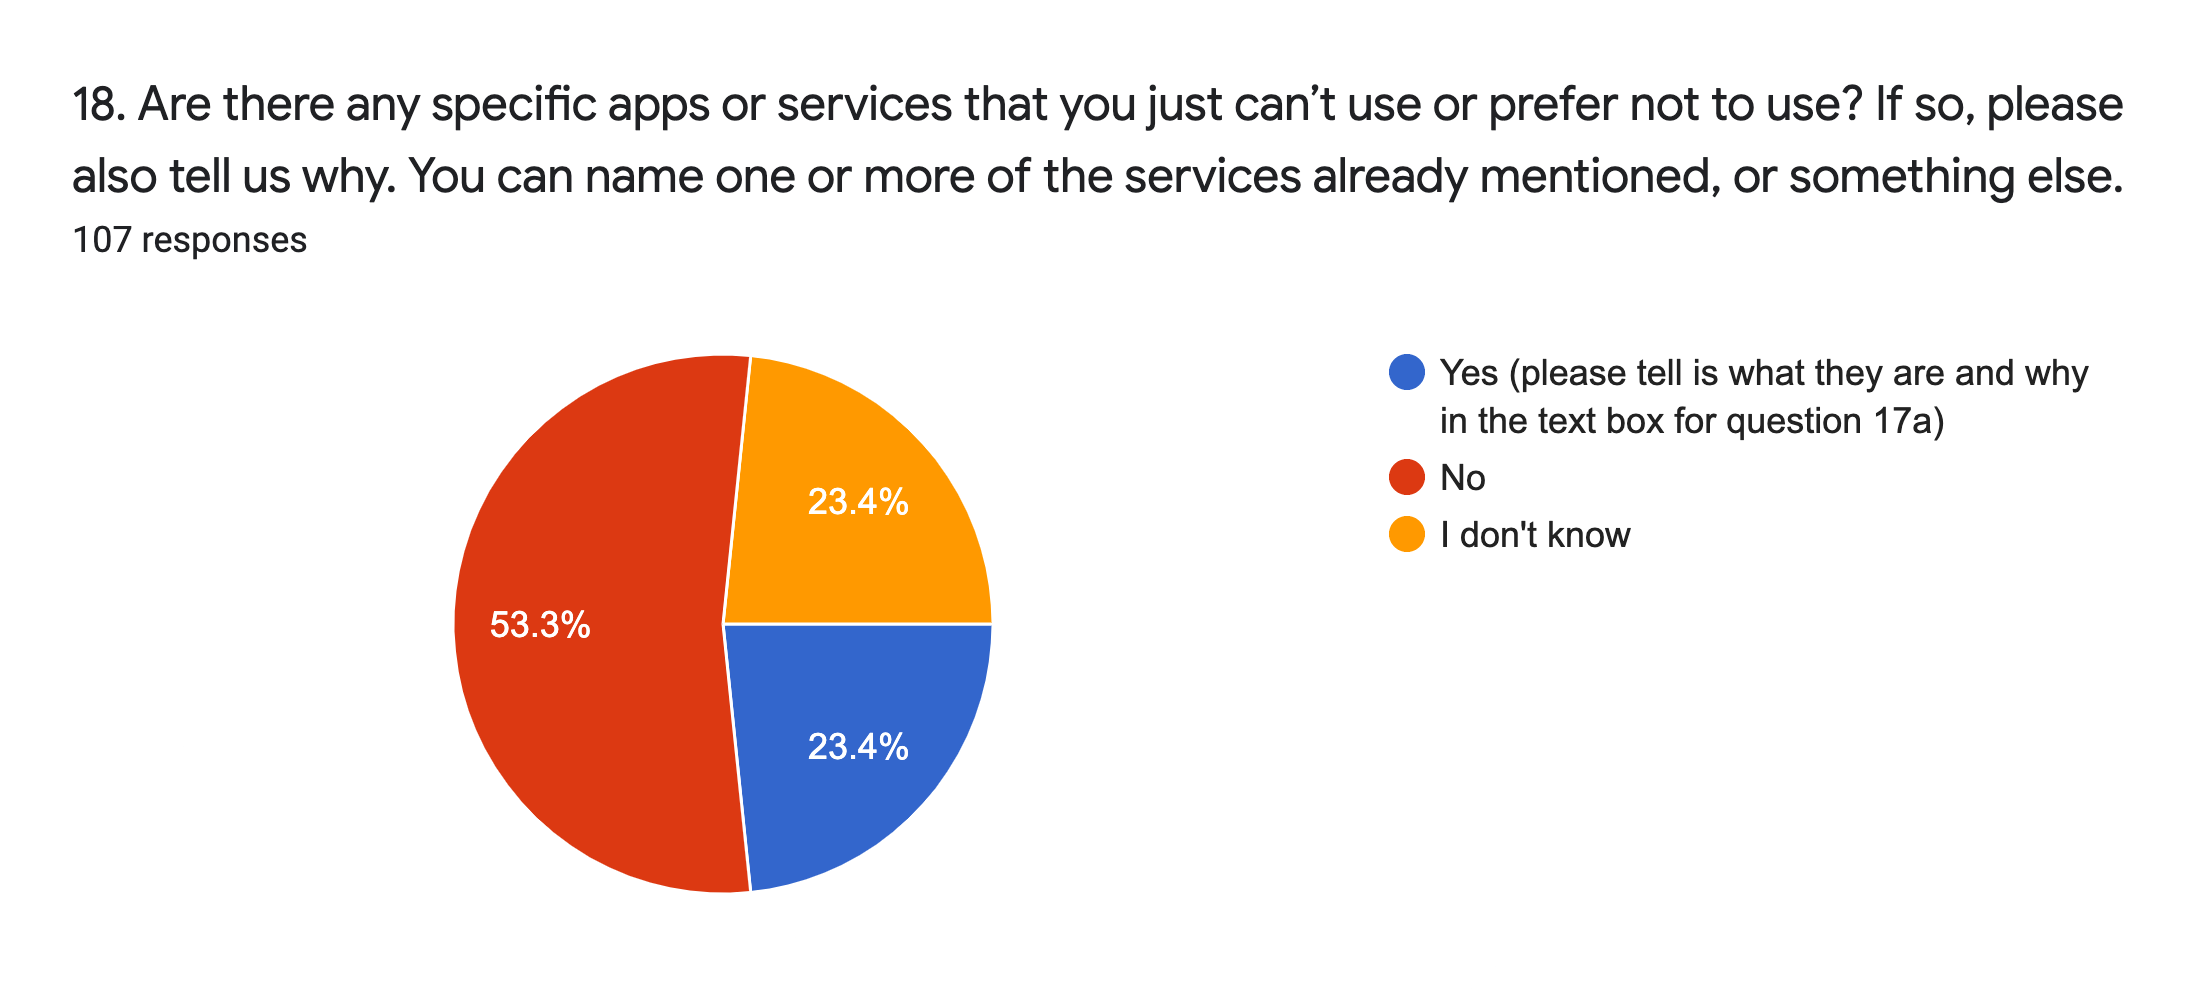 18. Are there any specific apps or services that you just can’t use or prefer not to use? If so, please
also tell us why. You can name one or more of the services already mentioned, or something else.
107 responses
Yes (please tell is what they are and why
in the text box for question 17a)
No
I don't know
23.4%
53.3%
23.4%